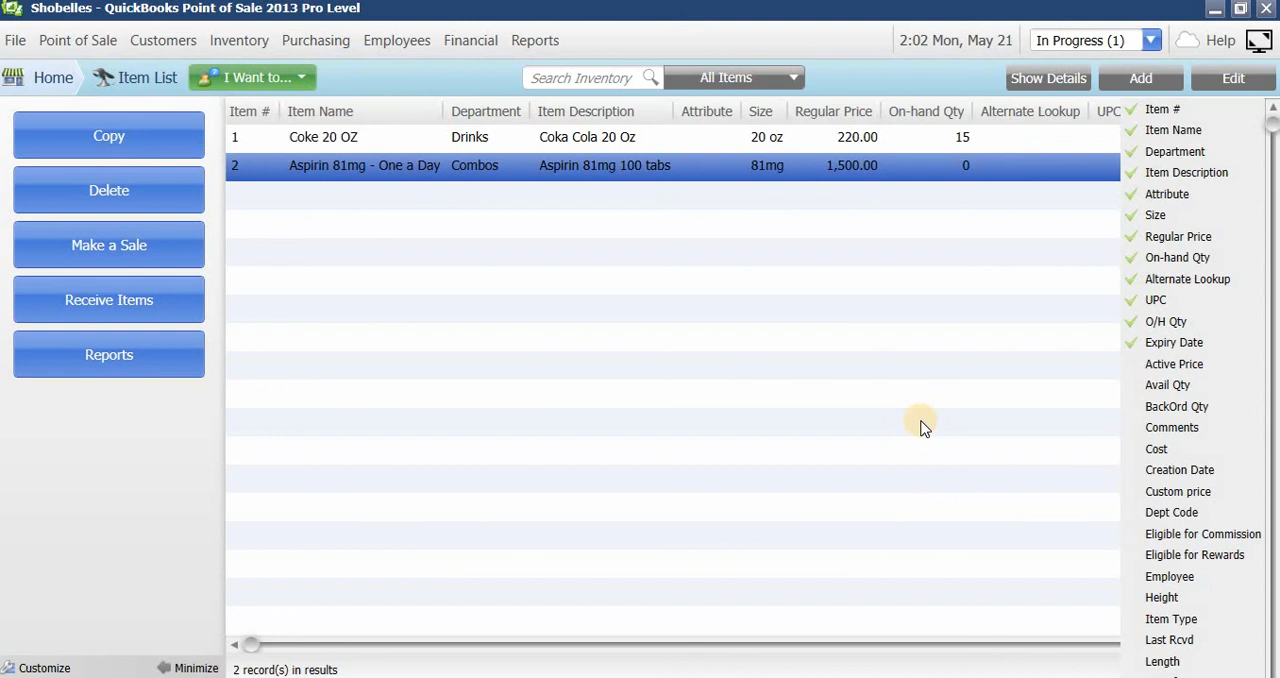 Shobelles - QuickBooks Point of Sale 2013 Pro Level
File Point of Sale Customers Inventory Purchasing Employees Financial Reports 2:02 Mon, May 21 In Progress (1) Help
Home Item List I Want to... Search Inventory All Items Show Details Add Edit
Copy
Delete
Make a Sale
Receive Items
Reports
Item # Item Name Department Item Description Attribute Size Regular Price On-hand Qty Alternate Lookup UPC
1 Coke 20 OZ Drinks Coka Cola 20 Oz 20 oz 220.00 15
2 Aspirin 81mg - One a Day Combos Aspirin 81mg 100 tabs 81mg 1,500.00 0
Item #
Item Name
Department
Item Description
Attribute
Size
Regular Price
On-hand Qty
Alternate Lookup
UPC
O/H Qty
Expiry Date
Active Price
Avail Qty
BackOrd Qty
Comments
Cost
Creation Date
Custom price
Dept Code
Eligible for Commission
Eligible for Rewards
Employee
Height
Item Type
Last Rcvd
Length
Customize Minimize 2 record(s) in results